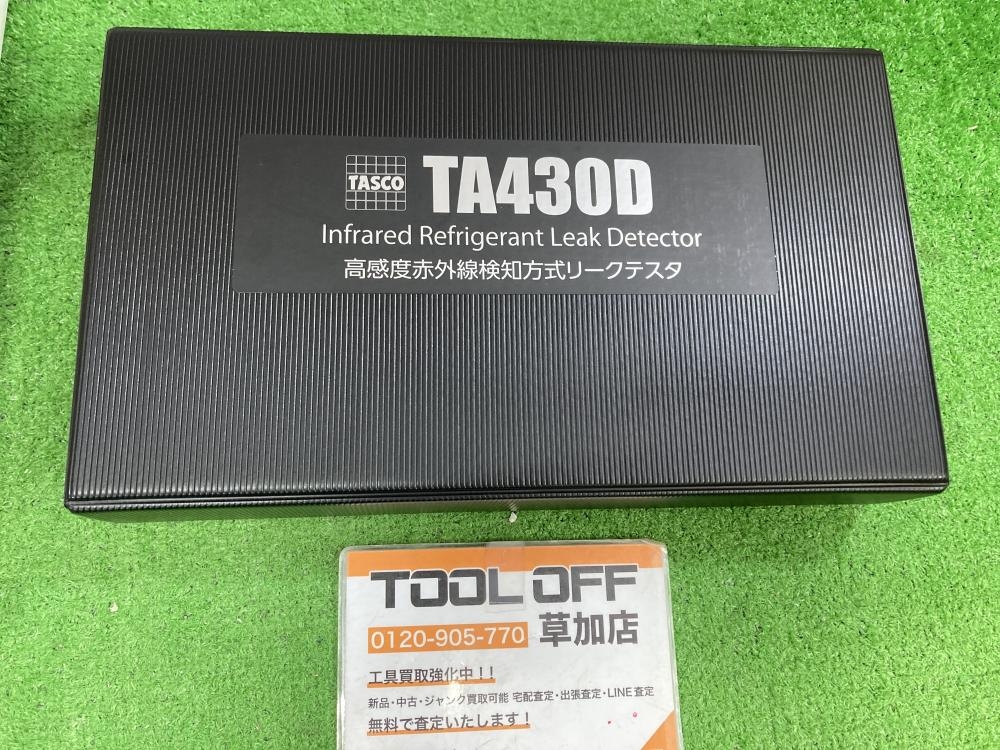 TASCO TA430D
Infrared Refrigerant Leak Detector
高感度赤外線検知方式リークテスタ
TOOL OFF
0120-905-770 草加店
工具買取強化中！！
新品・中古・ジャンク買取可能 宅配査定・出張査定・LINE査定
無料で査定いたします！